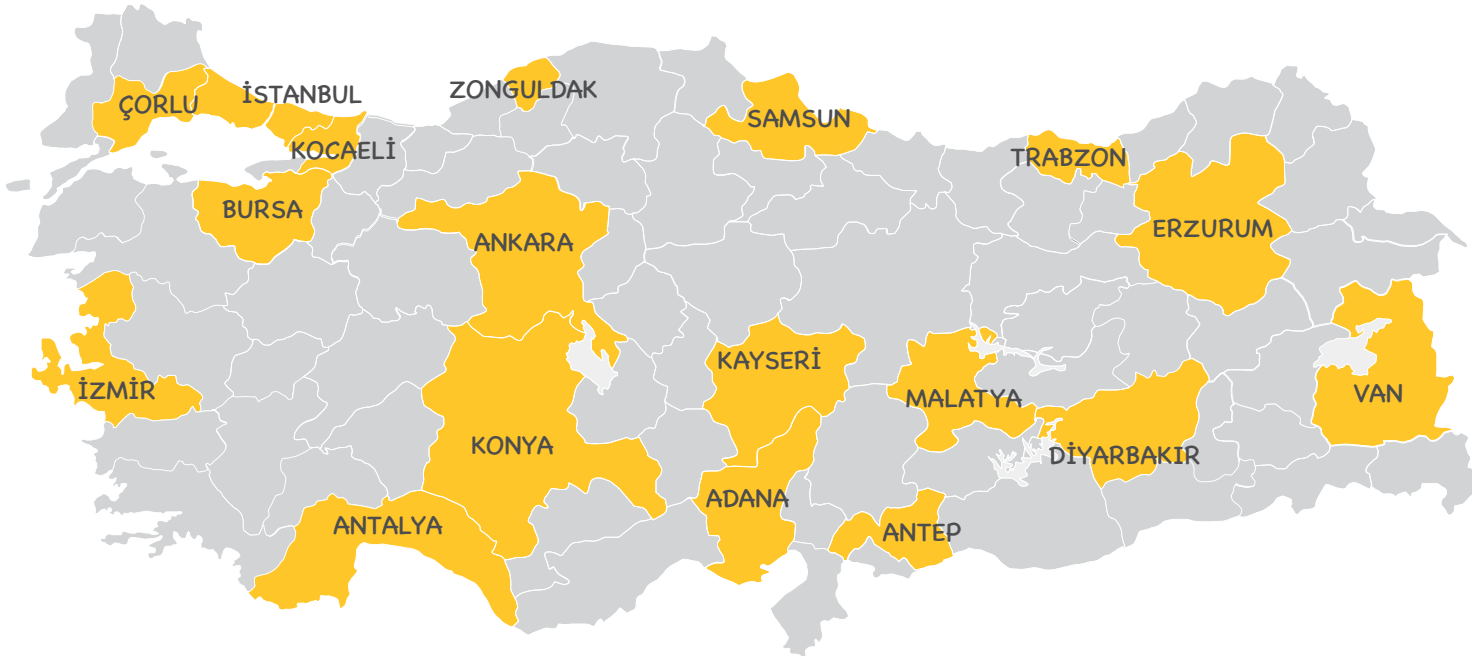 ZONGULDAK
İSTANBUL
ÇORLU
SAMSUN
KOCAELİ
TRABZON
BURSA
ERZURUM
ANKARA
KAYSERİ
İZMİR
VAN
MALATYA
KONYA
DİYARBAKIR
ADANA
ANTALYA
ANTEP